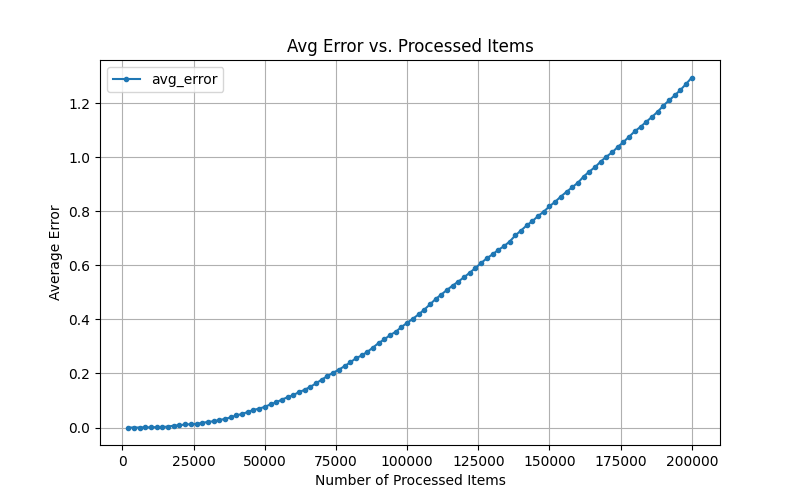 Avg Error vs. Processed Items
avg_error
Average Error
1.2
1.0
0.8
0.6
0.4
0.2
0.0
0 25000 50000 75000 100000 125000 150000 175000 200000
Number of Processed Items